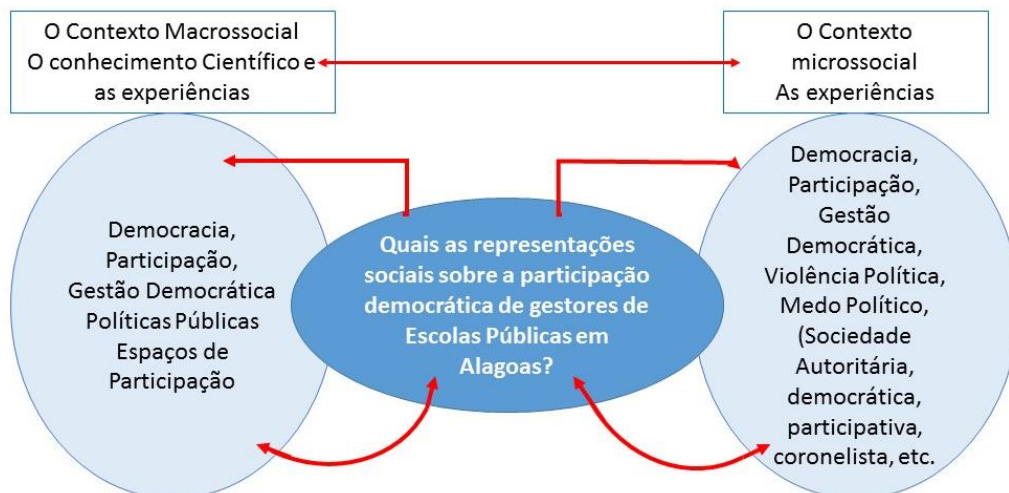 O Contexto Macrossocial
O conhecimento Científico e
as experiências
O Contexto
microssocial
As experiências
Democracia,
Participação,
Gestão Democrática
Políticas Públicas
Espaços de
Participação
Quais as representações
sociais sobre a participação
democrática de gestores de
Escolas Públicas em
Alagoas?
Democracia,
Participação,
Gestão
Democrática,
Violência Política,
Medo Político,
(Sociedade
Autoritária,
democrática,
participativa,
coronelista, etc.